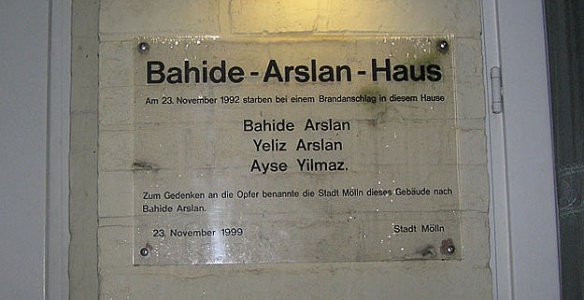 Bahide-Arslan-Haus
Am 23. November 1992 starben bei einem Brandanschlag in diesem Hause
Bahide Arslan
Yeliz Arslan
Ayse Yilmaz.
Zum Gedenken an die Opfer benannte die Stadt Mölln dieses Gebäude nach
Bahide Arslan.
23. November 1999 Stadt Mölln